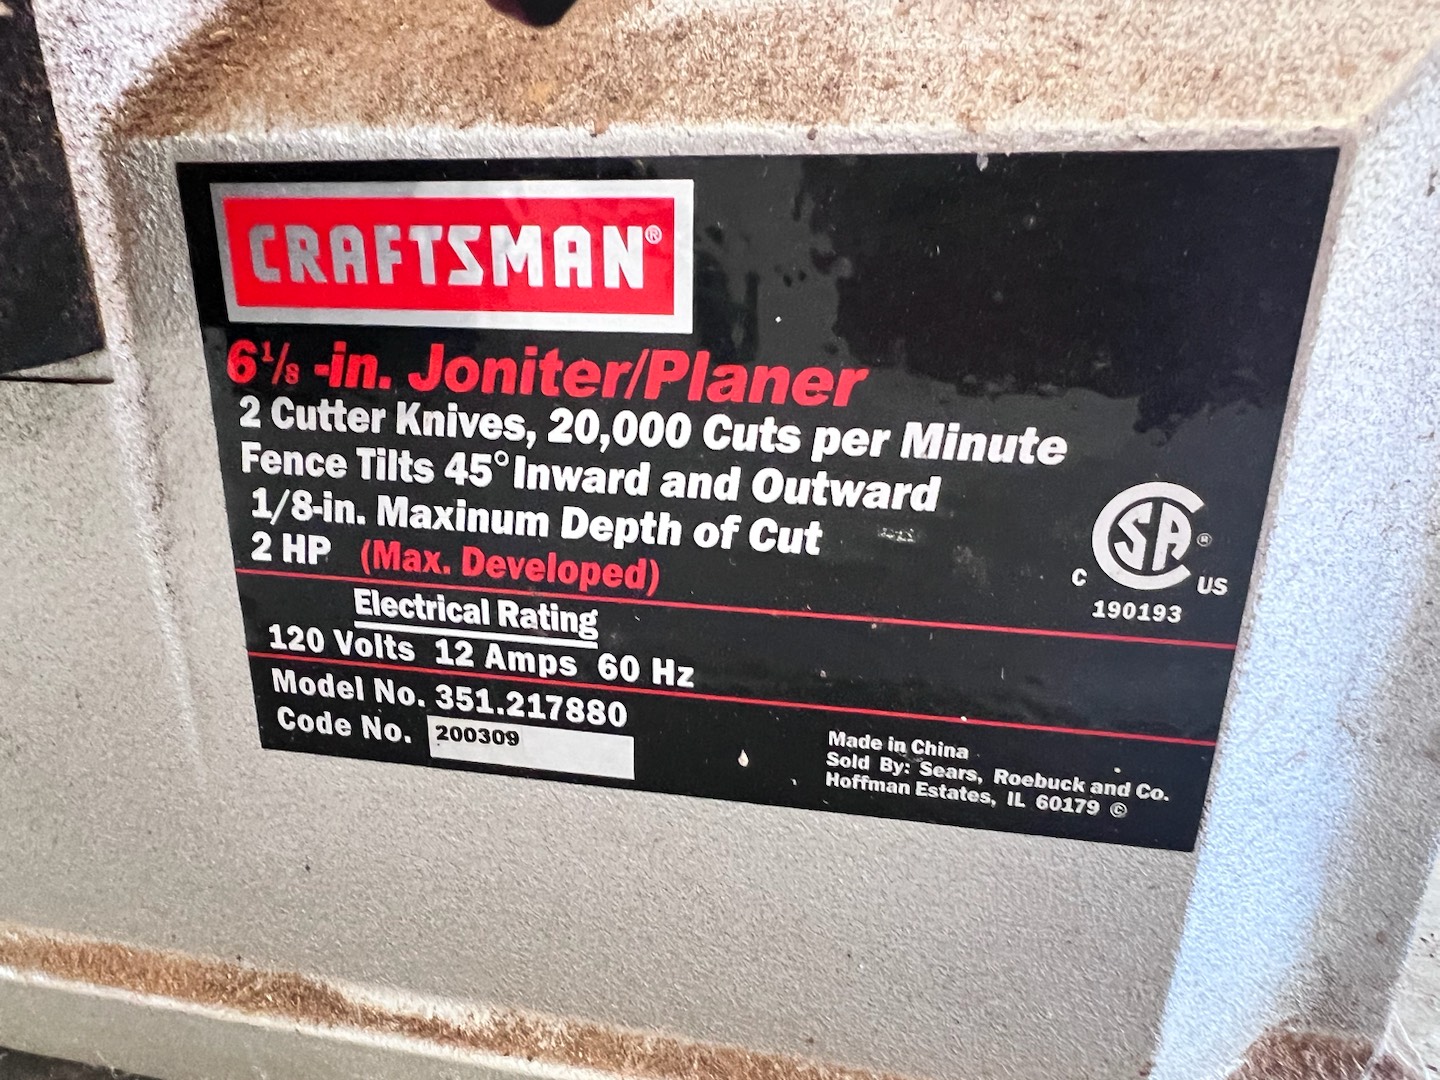 CRAFTSMAN®
6 1/8 -in. Joniter/Planer
2 Cutter Knives, 20,000 Cuts per Minute
Fence Tilts 45° Inward and Outward
1/8-in. Maxinum Depth of Cut
2 HP (Max. Developed)
Electrical Rating
120 Volts 12 Amps 60 Hz
Model No. 351.217880
Code No. 200309
C SA® US
190193
Made in China
Sold By: Sears, Roebuck and Co.
Hoffman Estates, IL 60179 ©